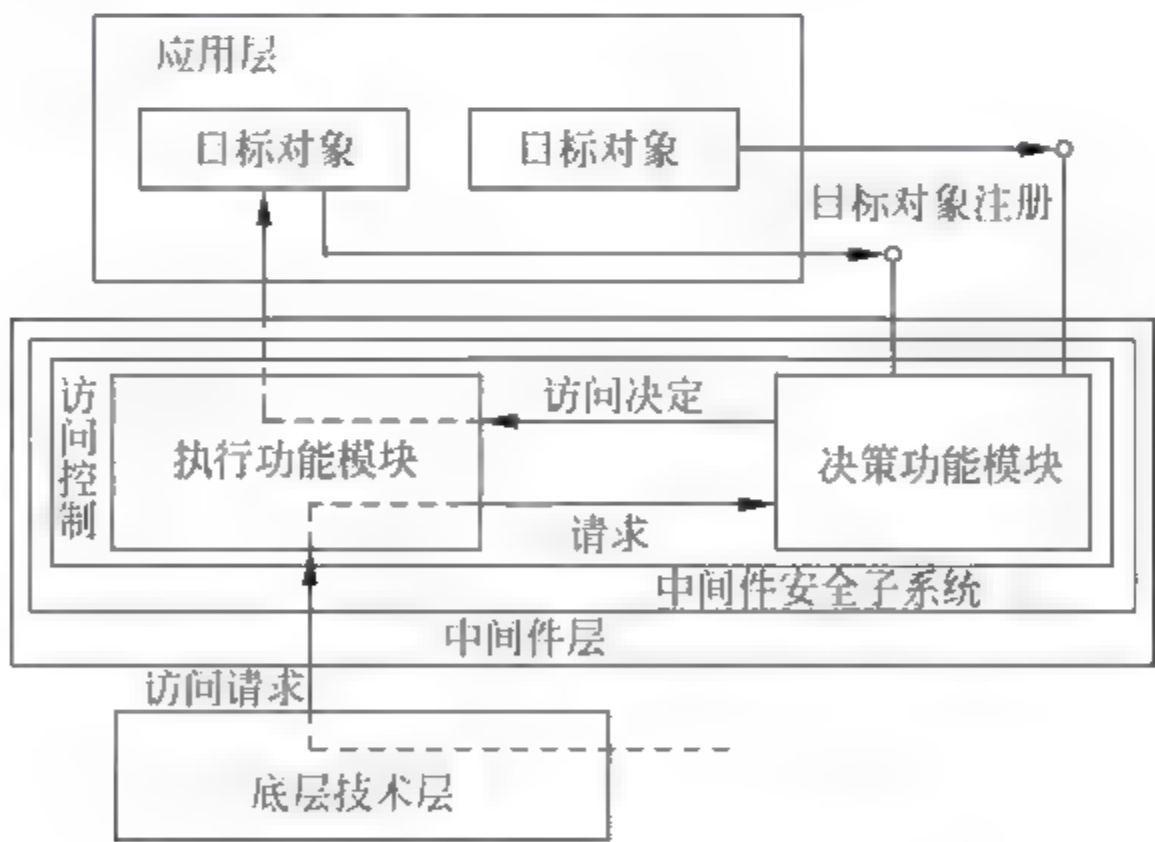 应用层
目标对象
目标对象
目标对象注册
访问控制
访问决定
执行功能模块
决策功能模块
请求
中间件安全子系统
中间件层
访问请求
底层技术层